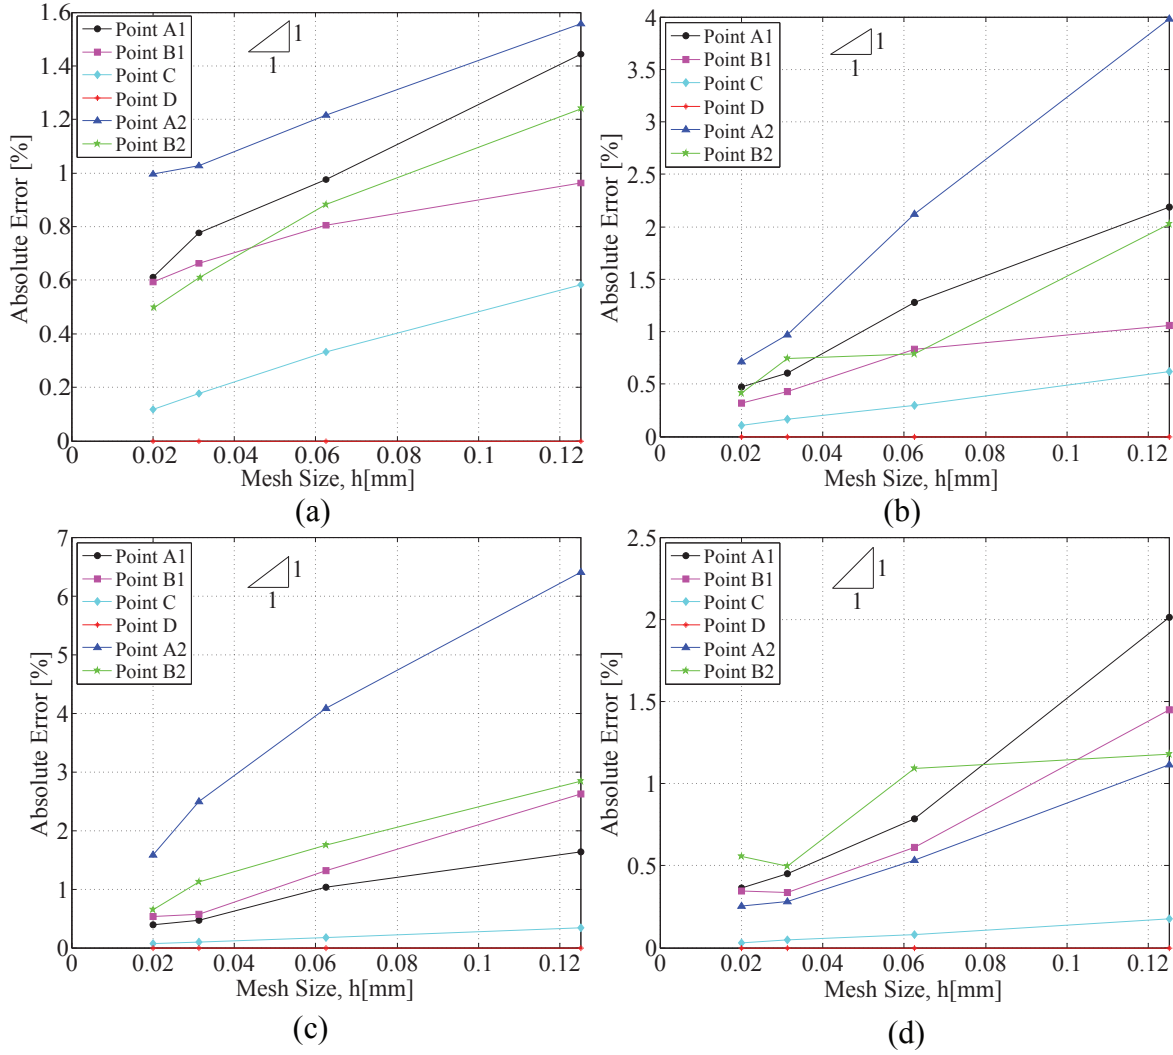 1.6
1.4
1.2
1
0.8
0.6
0.4
0.2
0
Absolute Error [%]
Point A1
Point B1
Point C
Point D
Point A2
Point B2
1
1
0 0.02 0.04 0.06 0.08 0.1 0.12
Mesh Size, h[mm]
(a)
4
3.5
3
2.5
2
1.5
1
0.5
0
Absolute Error [%]
Point A1
Point B1
Point C
Point D
Point A2
Point B2
1
1
0 0.02 0.04 0.06 0.08 0.1 0.12
Mesh Size, h[mm]
(b)
7
6
5
4
3
2
1
0
Absolute Error [%]
Point A1
Point B1
Point C
Point D
Point A2
Point B2
1
1
0 0.02 0.04 0.06 0.08 0.1 0.12
Mesh Size, h[mm]
(c)
2.5
2
1.5
1
0.5
0
Absolute Error [%]
Point A1
Point B1
Point C
Point D
Point A2
Point B2
1
1
0 0.02 0.04 0.06 0.08 0.1 0.12
Mesh Size, h[mm]
(d)